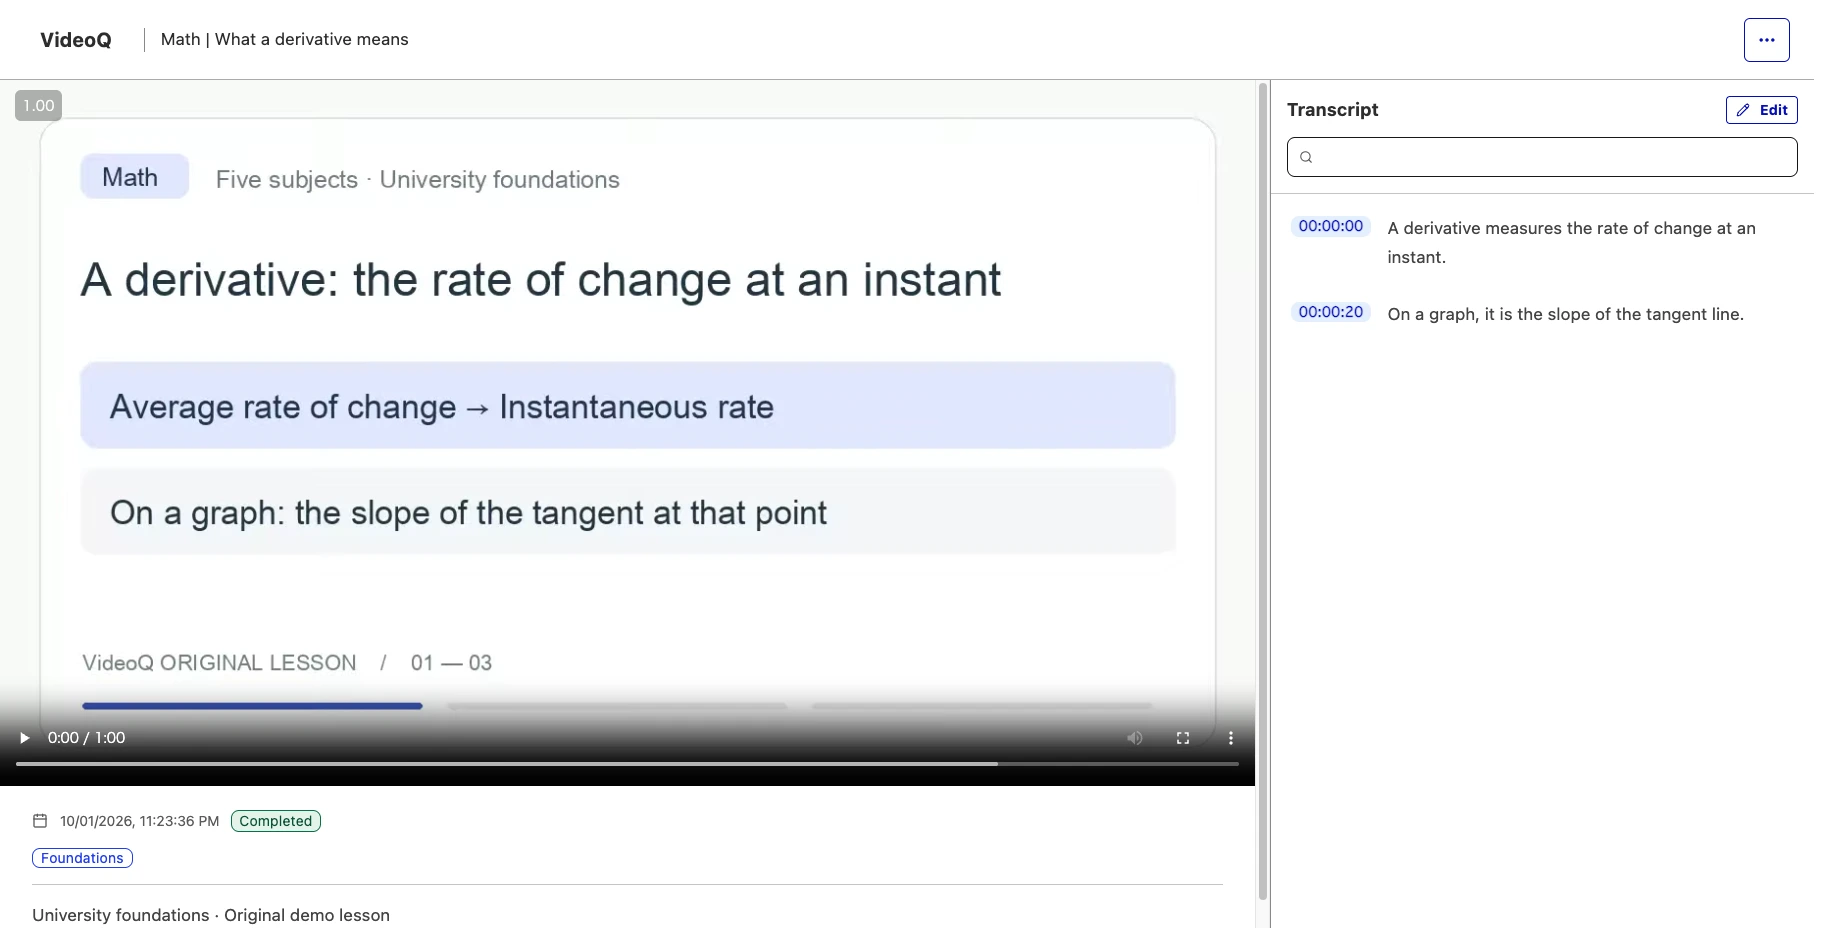 VideoQ
Math | What a derivative means
1.00
Math
Five subjects · University foundations
A derivative: the rate of change at an instant
Average rate of change → Instantaneous rate
On a graph: the slope of the tangent at that point
VideoQ ORIGINAL LESSON / 01 — 03
0:00 / 1:00
10/01/2026, 11:23:36 PM
Completed
Foundations
University foundations · Original demo lesson
Transcript
Edit
00:00:00
A derivative measures the rate of change at an
instant.
00:00:20
On a graph, it is the slope of the tangent line.